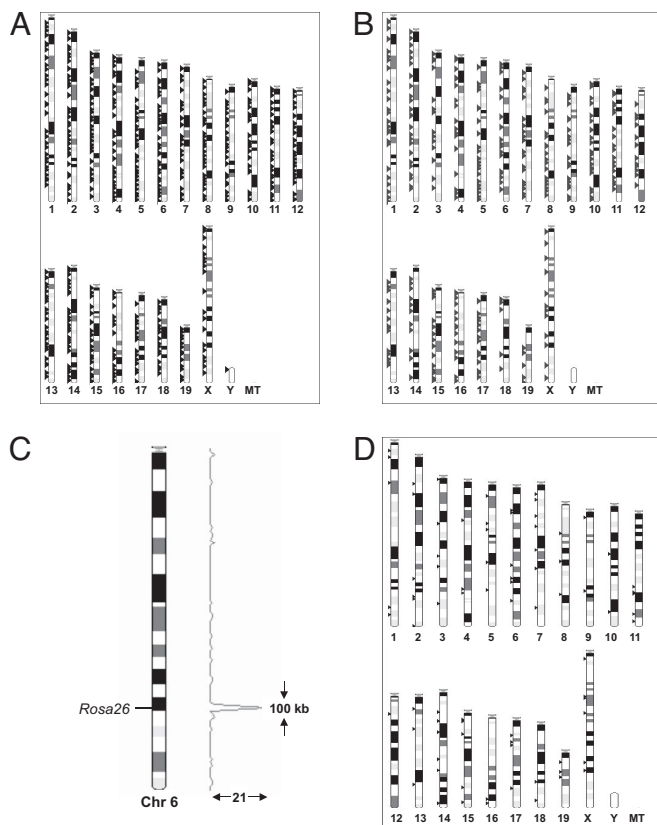 A
1 2 3 4 5 6 7 8 9 10 11 12
13 14 15 16 17 18 19 X Y MT
B
1 2 3 4 5 6 7 8 9 10 11 12
13 14 15 16 17 18 19 X Y MT
C
Rosa26
100 kb
Chr 6
21
D
1 2 3 4 5 6 7 8 9 10 11
12 13 14 15 16 17 18 19 X Y MT